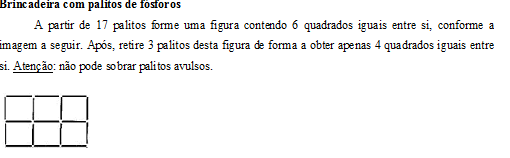 Brincadeira com palitos de fósforos
A partir de 17 palitos forme uma figura contendo 6 quadrados iguais entre si, conforme a
imagem a seguir. Após, retire 3 palitos desta figura de forma a obter apenas 4 quadrados iguais entre
si. Atenção: não pode sobrar palitos avulsos.